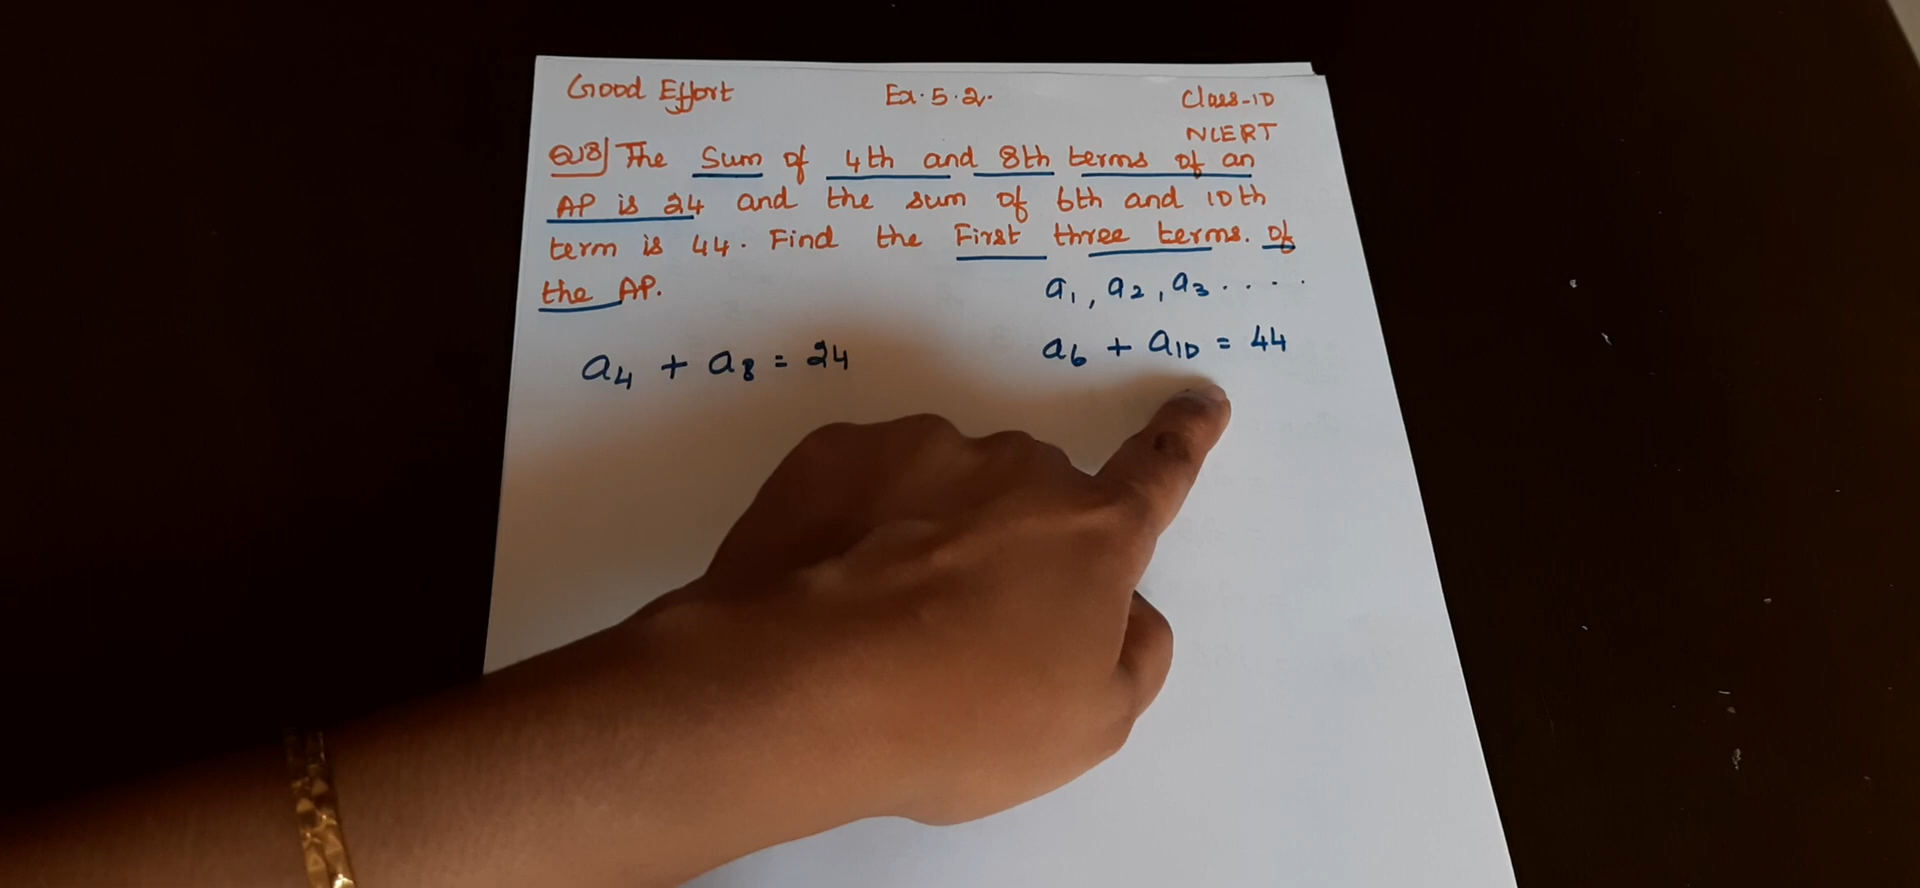 Good Effort Ex. 5.2. Class-10
NCERT
Q18) The Sum of 4th and 8th terms of an
AP is 24 and the sum of 6th and 10th
term is 44. Find the First three terms. of
the AP.
a₁, a₂, a₃ . . . .
a₄ + a₈ = 24 a₆ + a₁₀ = 44